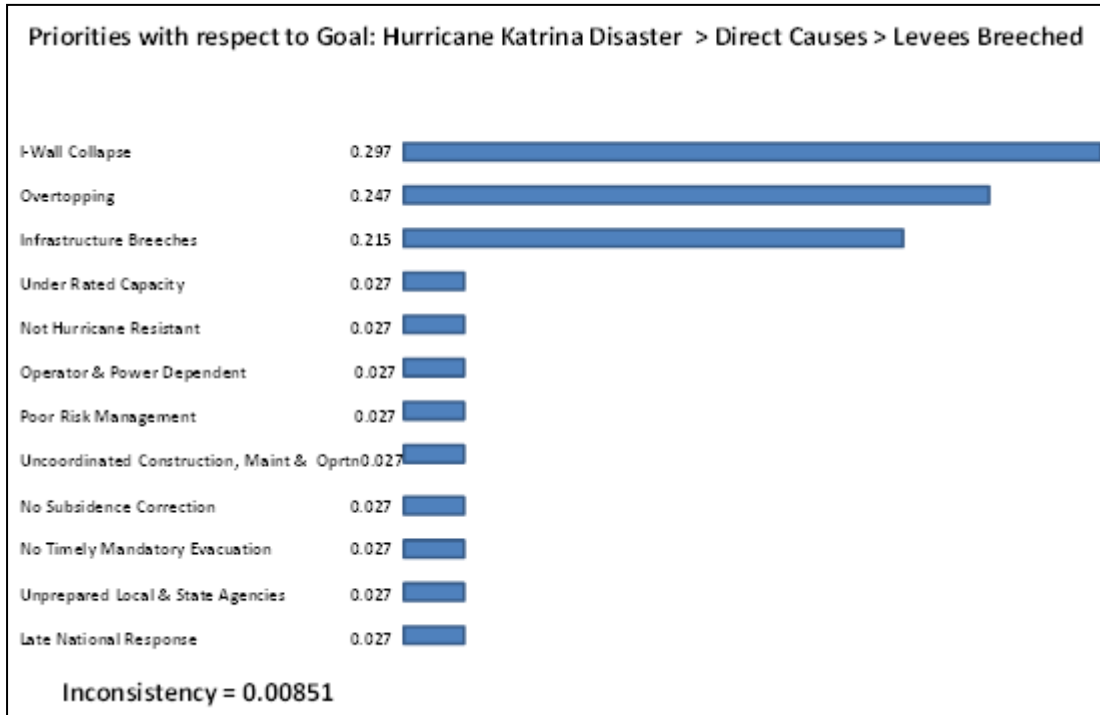 Priorities with respect to Goal: Hurricane Katrina Disaster > Direct Causes > Levees Breeched
I-Wall Collapse 0.297
Overtopping 0.247
Infrastructure Breeches 0.215
Under Rated Capacity 0.027
Not Hurricane Resistant 0.027
Operator & Power Dependent 0.027
Poor Risk Management 0.027
Uncoordinated Construction, Maint & Oprtn0.027
No Subsidence Correction 0.027
No Timely Mandatory Evacuation 0.027
Unprepared Local & State Agencies 0.027
Late National Response 0.027
Inconsistency = 0.00851